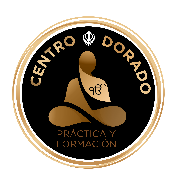 CENTRO DORADO
ੴ
PRÁCTICA Y
FORMACIÓN